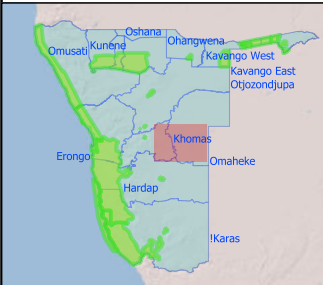 Oshana
Ohangwena
Omusati
Kunene
Kavango West
Kavango East
Otjozondjupa
Khomas
Erongo
Omaheke
Hardap
!Karas